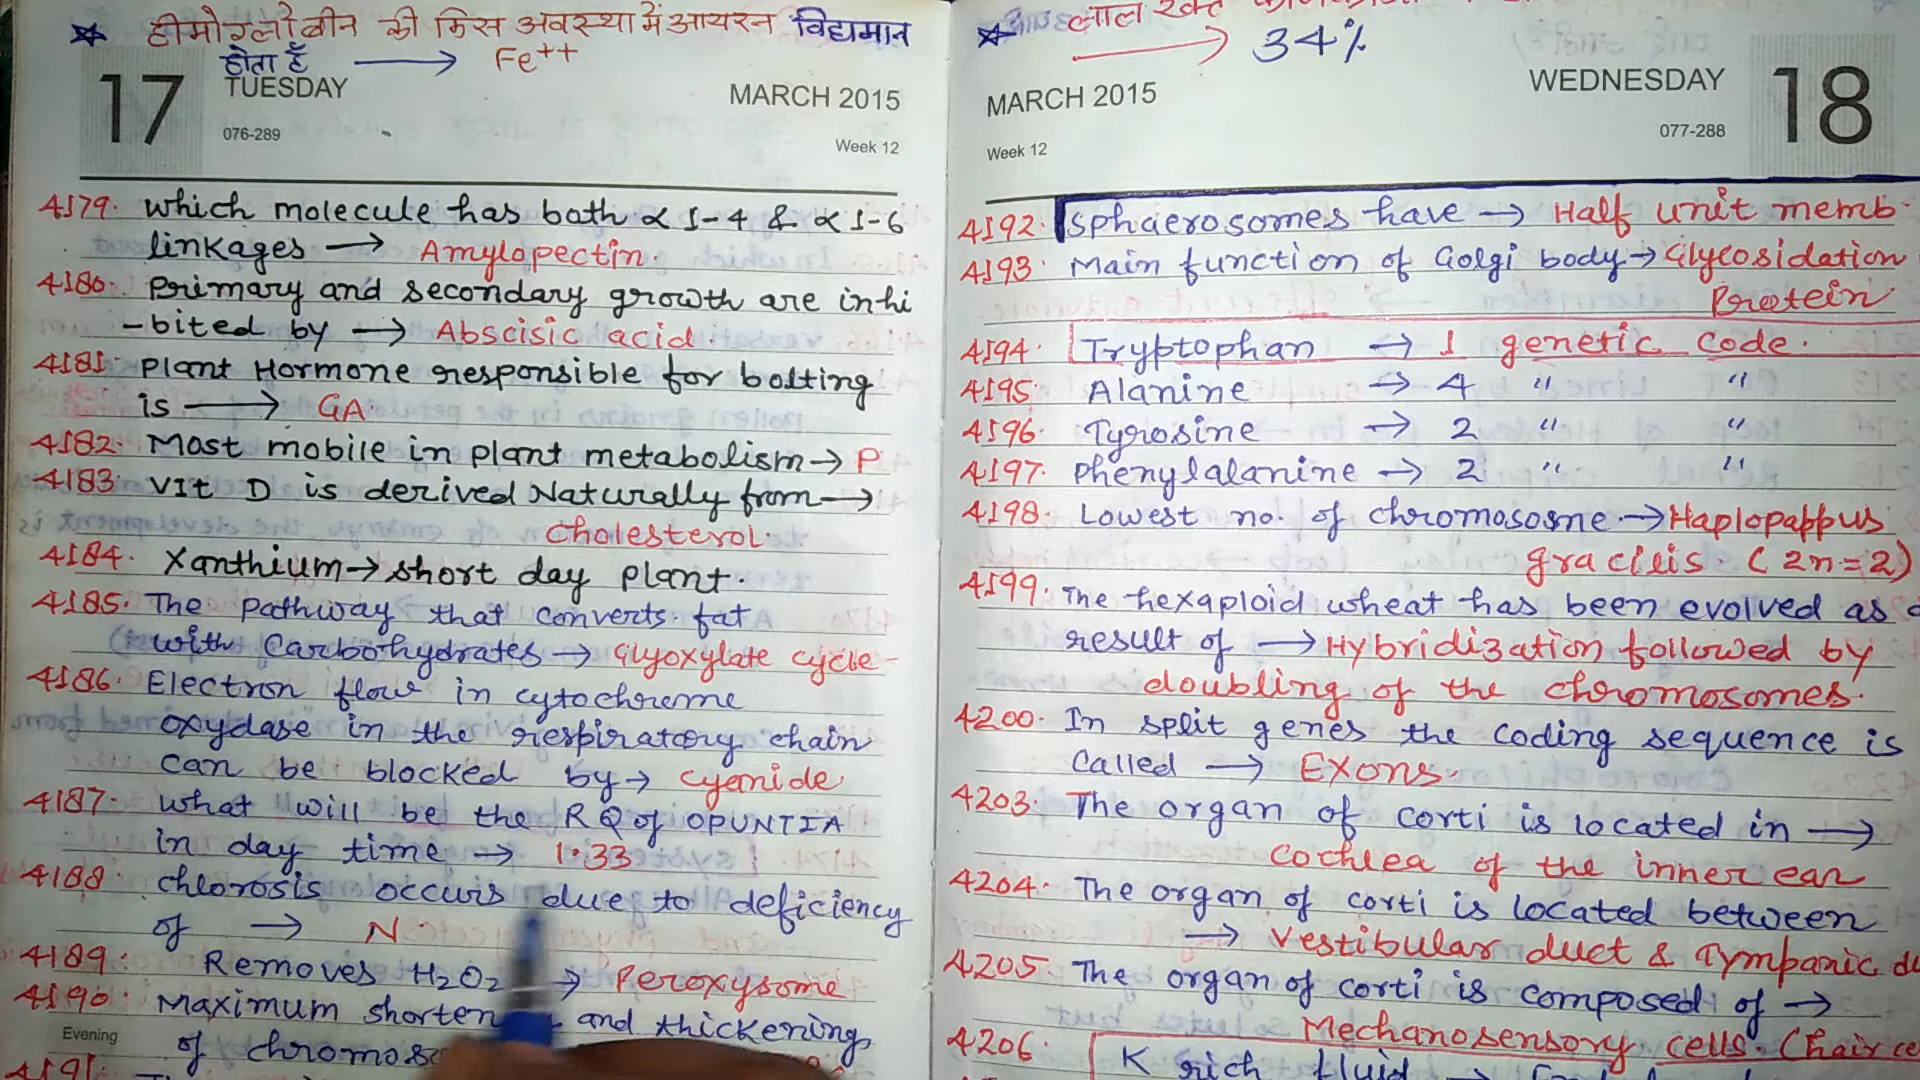 ☆ हीमोग्लोबीन की किस अवस्था में आयरन विद्यमान
होता हैं → Fe++
17 TUESDAY
076-289
MARCH 2015
Week 12
4179. which molecule has both α 1-4 & α 1-6
linkages → Amylopectin.
4180. Primary and secondary growth are inhi
-bited by → Abscisic acid.
4181. Plant Hormone responsible for bolting
is → GA.
4182. Most mobile in plant metabolism → P
4183. VIt D is derived Naturally from →
cholesterol.
4184. Xanthium → short day plant.
4185. The pathway that converts fat
with Carbohydrates → Glyoxylate cycle
4186. Electron flow in cytochreme
oxydase in the respiratory chain
can be blocked by → cyanide
4187. what will be the RQ of OPUNTIA
in day time → 1.33
4188. chlorosis occurs due to deficiency
of → N.
4189. Removes H2O2 → Peroxysome
4190. Maximum shorten and thickening
Evening
of chromos
4191.
☆ लाल रक्त
→ 34%
MARCH 2015
Week 12
WEDNESDAY 18
077-288
4192. Sphaerosomes have → Half unit memb-
4193. Main function of Golgi body → Glycosidation
Protein
4194. Tryptophan → 1 genetic code.
4195. Alanine → 4 " "
4196. Tyrosine → 2 " "
4197. Phenylalanine → 2 " "
4198. Lowest no. of chromosome. → Haplopappus
gracilis. (2n=2)
4199. The hexaploid wheat has been evolved as a
result of → Hybridization followed by
doubling of the chromosomes.
4200. In split genes the coding sequence is
called → Exons.
4203. The organ of corti is located in →
Cochlea of the inner ear
4204. The organ of corti is located between
→ vestibular duct & Tympanic du
4205. The organ of corti is composed of →
Mechanosensory cells. (hair ce
4206. K rich fluid →